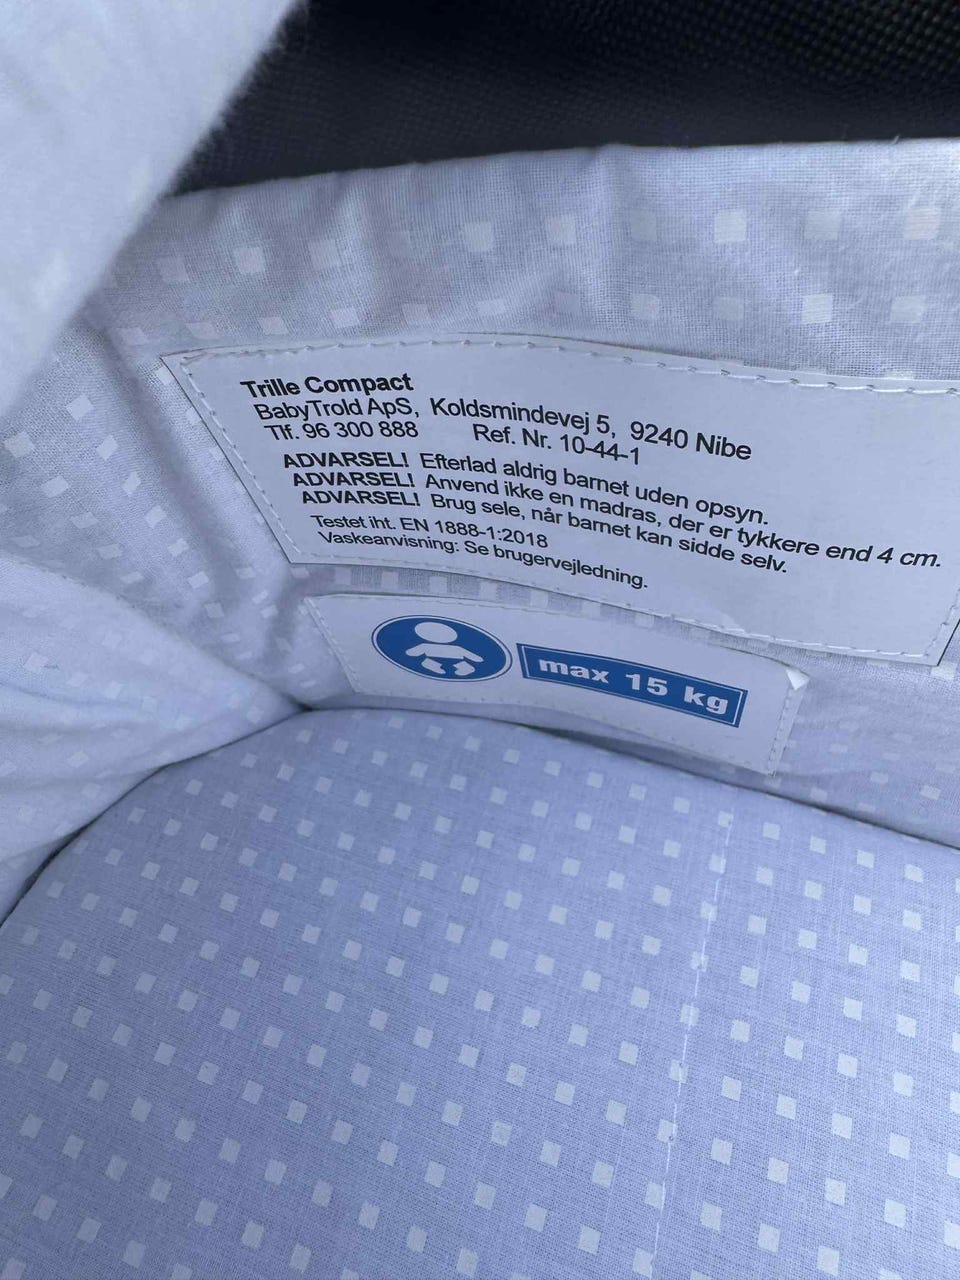 Trille Compact
BabyTrold ApS, Koldsmindevej 5, 9240 Nibe
Tlf. 96 300 888 Ref. Nr. 10-44-1
ADVARSEL! Efterlad aldrig barnet uden opsyn.
ADVARSEL! Anvend ikke en madras, der er tykkere end 4 cm.
ADVARSEL! Brug sele, når barnet kan sidde selv.
Testet iht. EN 1888-1:2018
Vaskeanvisning: Se brugervejledning.
max 15 kg